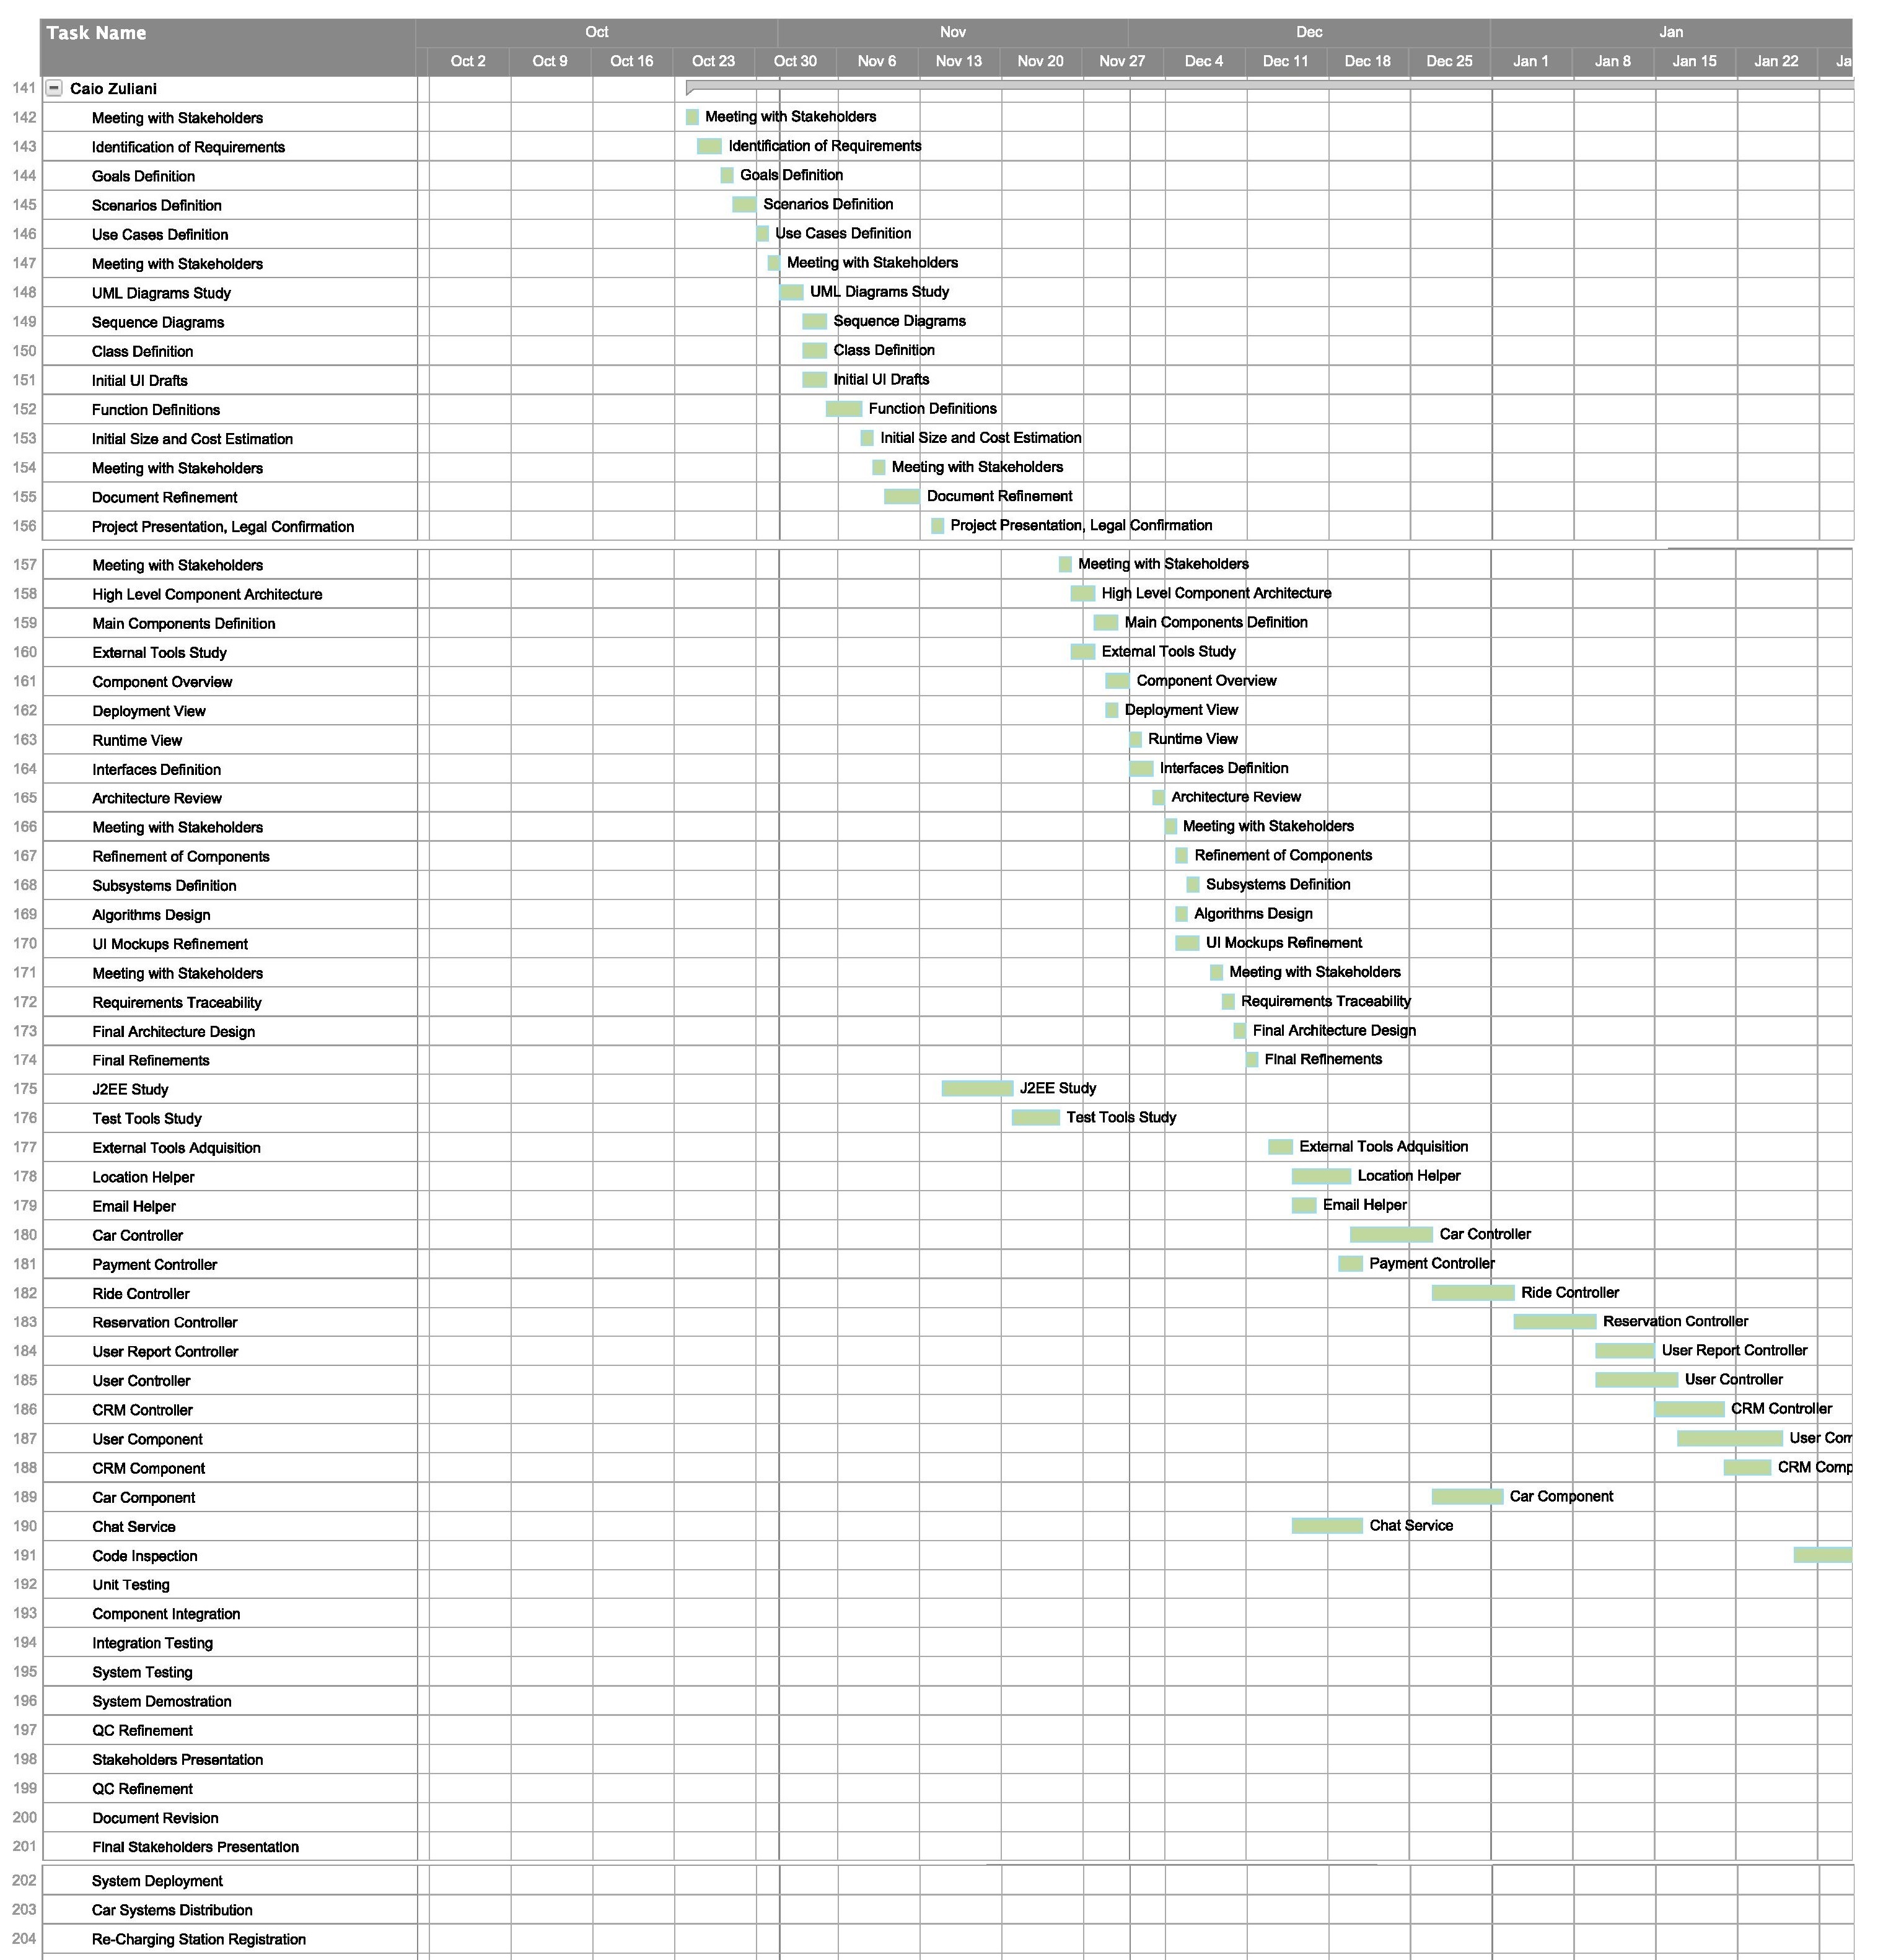 Task Name
Oct Nov Dec Jan
Oct 2 Oct 9 Oct 16 Oct 23 Oct 30 Nov 6 Nov 13 Nov 20 Nov 27 Dec 4 Dec 11 Dec 18 Dec 25 Jan 1 Jan 8 Jan 15 Jan 22 Ja
141 Caio Zuliani
142 Meeting with Stakeholders Meeting with Stakeholders
143 Identification of Requirements Identification of Requirements
144 Goals Definition Goals Definition
145 Scenarios Definition Scenarios Definition
146 Use Cases Definition Use Cases Definition
147 Meeting with Stakeholders Meeting with Stakeholders
148 UML Diagrams Study UML Diagrams Study
149 Sequence Diagrams Sequence Diagrams
150 Class Definition Class Definition
151 Initial UI Drafts Initial UI Drafts
152 Function Definitions Function Definitions
153 Initial Size and Cost Estimation Initial Size and Cost Estimation
154 Meeting with Stakeholders Meeting with Stakeholders
155 Document Refinement Document Refinement
156 Project Presentation, Legal Confirmation Project Presentation, Legal Confirmation
157 Meeting with Stakeholders Meeting with Stakeholders
158 High Level Component Architecture High Level Component Architecture
159 Main Components Definition Main Components Definition
160 External Tools Study External Tools Study
161 Component Overview Component Overview
162 Deployment View Deployment View
163 Runtime View Runtime View
164 Interfaces Definition Interfaces Definition
165 Architecture Review Architecture Review
166 Meeting with Stakeholders Meeting with Stakeholders
167 Refinement of Components Refinement of Components
168 Subsystems Definition Subsystems Definition
169 Algorithms Design Algorithms Design
170 UI Mockups Refinement UI Mockups Refinement
171 Meeting with Stakeholders Meeting with Stakeholders
172 Requirements Traceability Requirements Traceability
173 Final Architecture Design Final Architecture Design
174 Final Refinements Final Refinements
175 J2EE Study J2EE Study
176 Test Tools Study Test Tools Study
177 External Tools Adquisition External Tools Adquisition
178 Location Helper Location Helper
179 Email Helper Email Helper
180 Car Controller Car Controller
181 Payment Controller Payment Controller
182 Ride Controller Ride Controller
183 Reservation Controller Reservation Controller
184 User Report Controller User Report Controller
185 User Controller User Controller
186 CRM Controller CRM Controller
187 User Component User Com
188 CRM Component CRM Comp
189 Car Component Car Component
190 Chat Service Chat Service
191 Code Inspection
192 Unit Testing
193 Component Integration
194 Integration Testing
195 System Testing
196 System Demostration
197 QC Refinement
198 Stakeholders Presentation
199 QC Refinement
200 Document Revision
201 Final Stakeholders Presentation
202 System Deployment
203 Car Systems Distribution
204 Re-Charging Station Registration